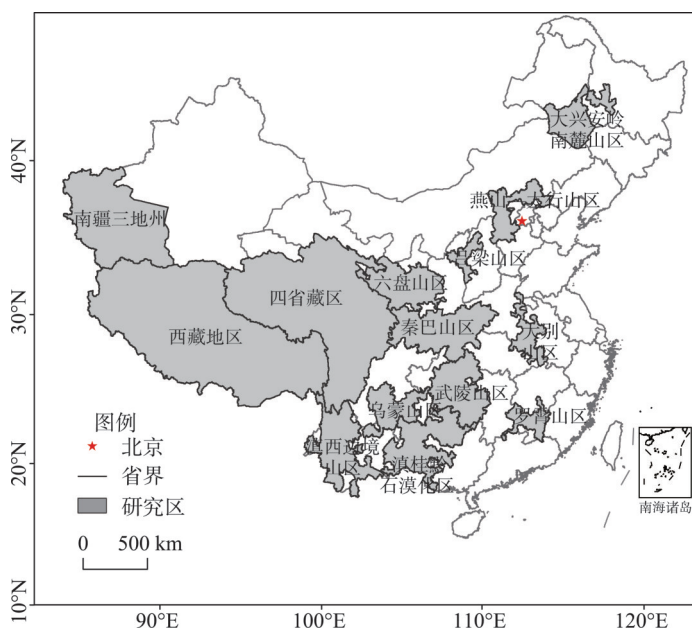 大兴安岭
南麓山区
40°N
燕山—太行山区
南疆三地州
吕梁山区
六盘山区
四省藏区
30°N
秦巴山区
西藏地区
大别
山区
武陵山区
乌蒙山区
罗霄山区
图例
北京
滇西边境
山区
滇桂黔
石漠化区
20°N
省界
研究区
南海诸岛
0 500 km
10°N
90°E 100°E 110°E 120°E